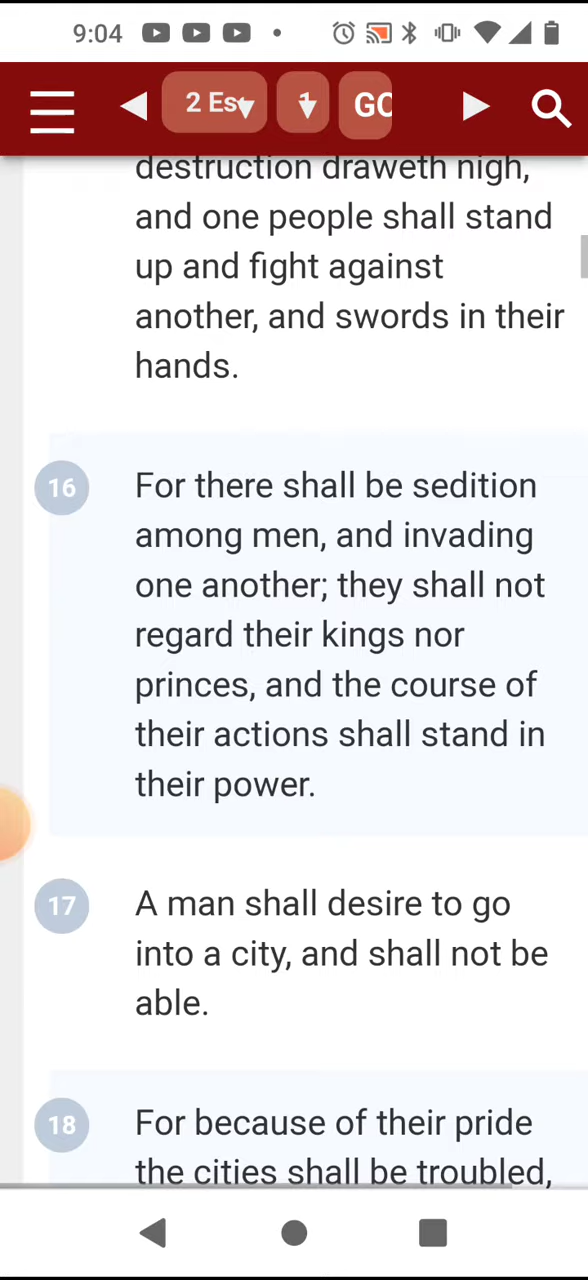 9:04
2 Es
GO
destruction draweth nigh,
and one people shall stand
up and fight against
another, and swords in their
hands.
16
For there shall be sedition
among men, and invading
one another; they shall not
regard their kings nor
princes, and the course of
their actions shall stand in
their power.
17
A man shall desire to go
into a city, and shall not be
able.
18
For because of their pride
the cities shall be troubled,